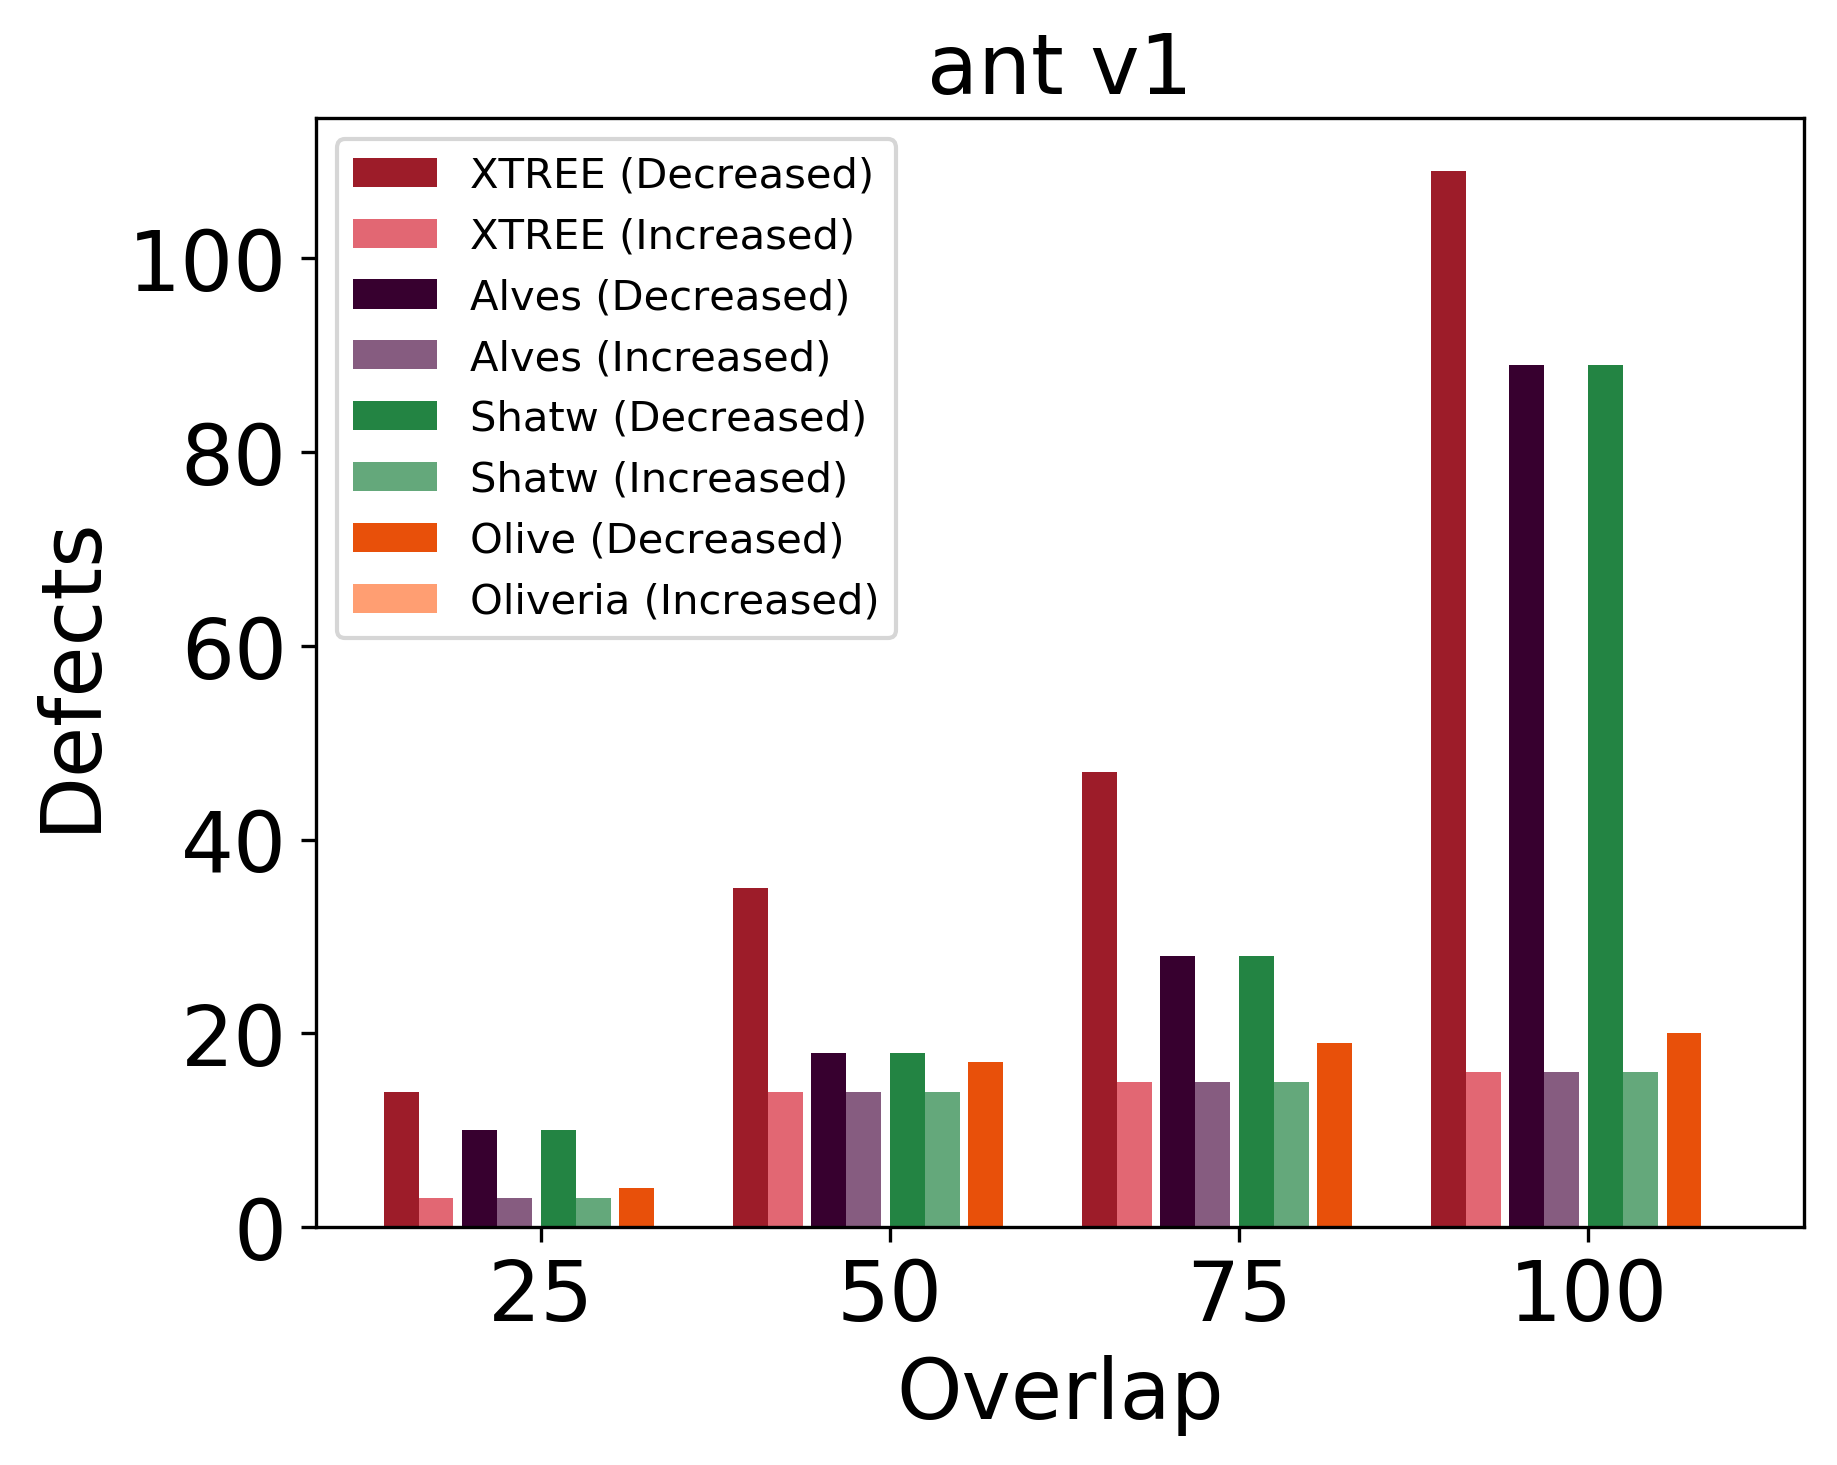 ant v1
XTREE (Decreased)
XTREE (Increased)
Alves (Decreased)
Alves (Increased)
Shatw (Decreased)
Shatw (Increased)
Olive (Decreased)
Oliveria (Increased)
Defects
100
80
60
40
20
0
25 50 75 100
Overlap